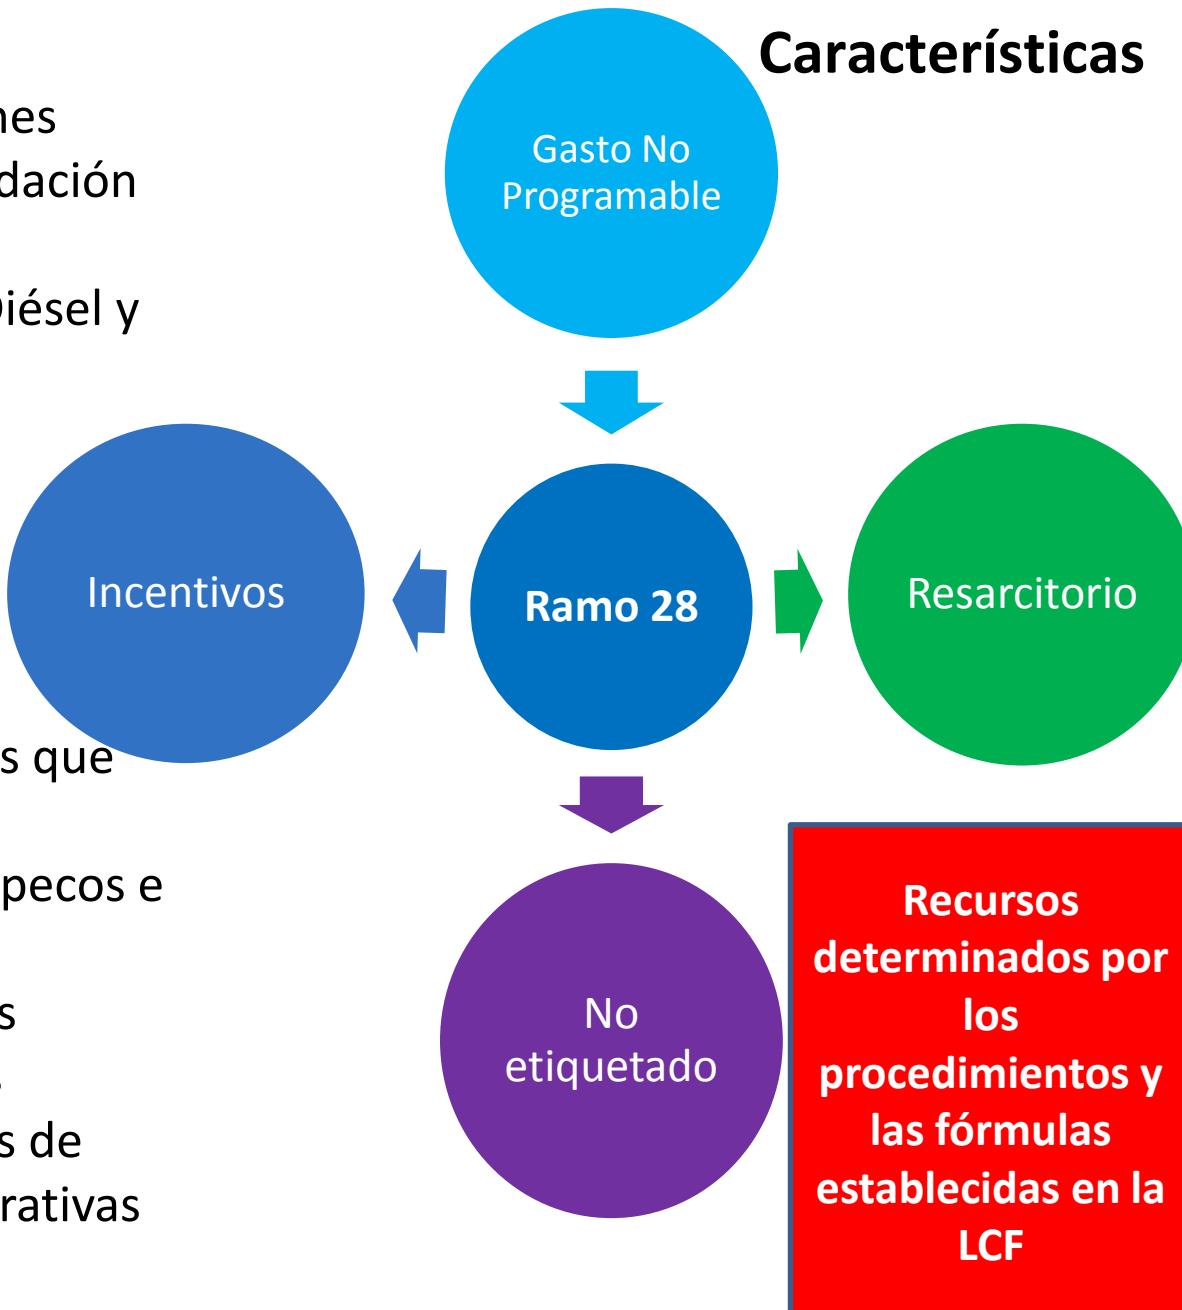 Características
nes
dación
Diésel y
s que
pecos e
s
s de
rativas
Gasto No
Programable
Incentivos
Ramo 28
Resarcitorio
No
etiquetado
Recursos
determinados por
los
procedimientos y
las fórmulas
establecidas en la
LCF